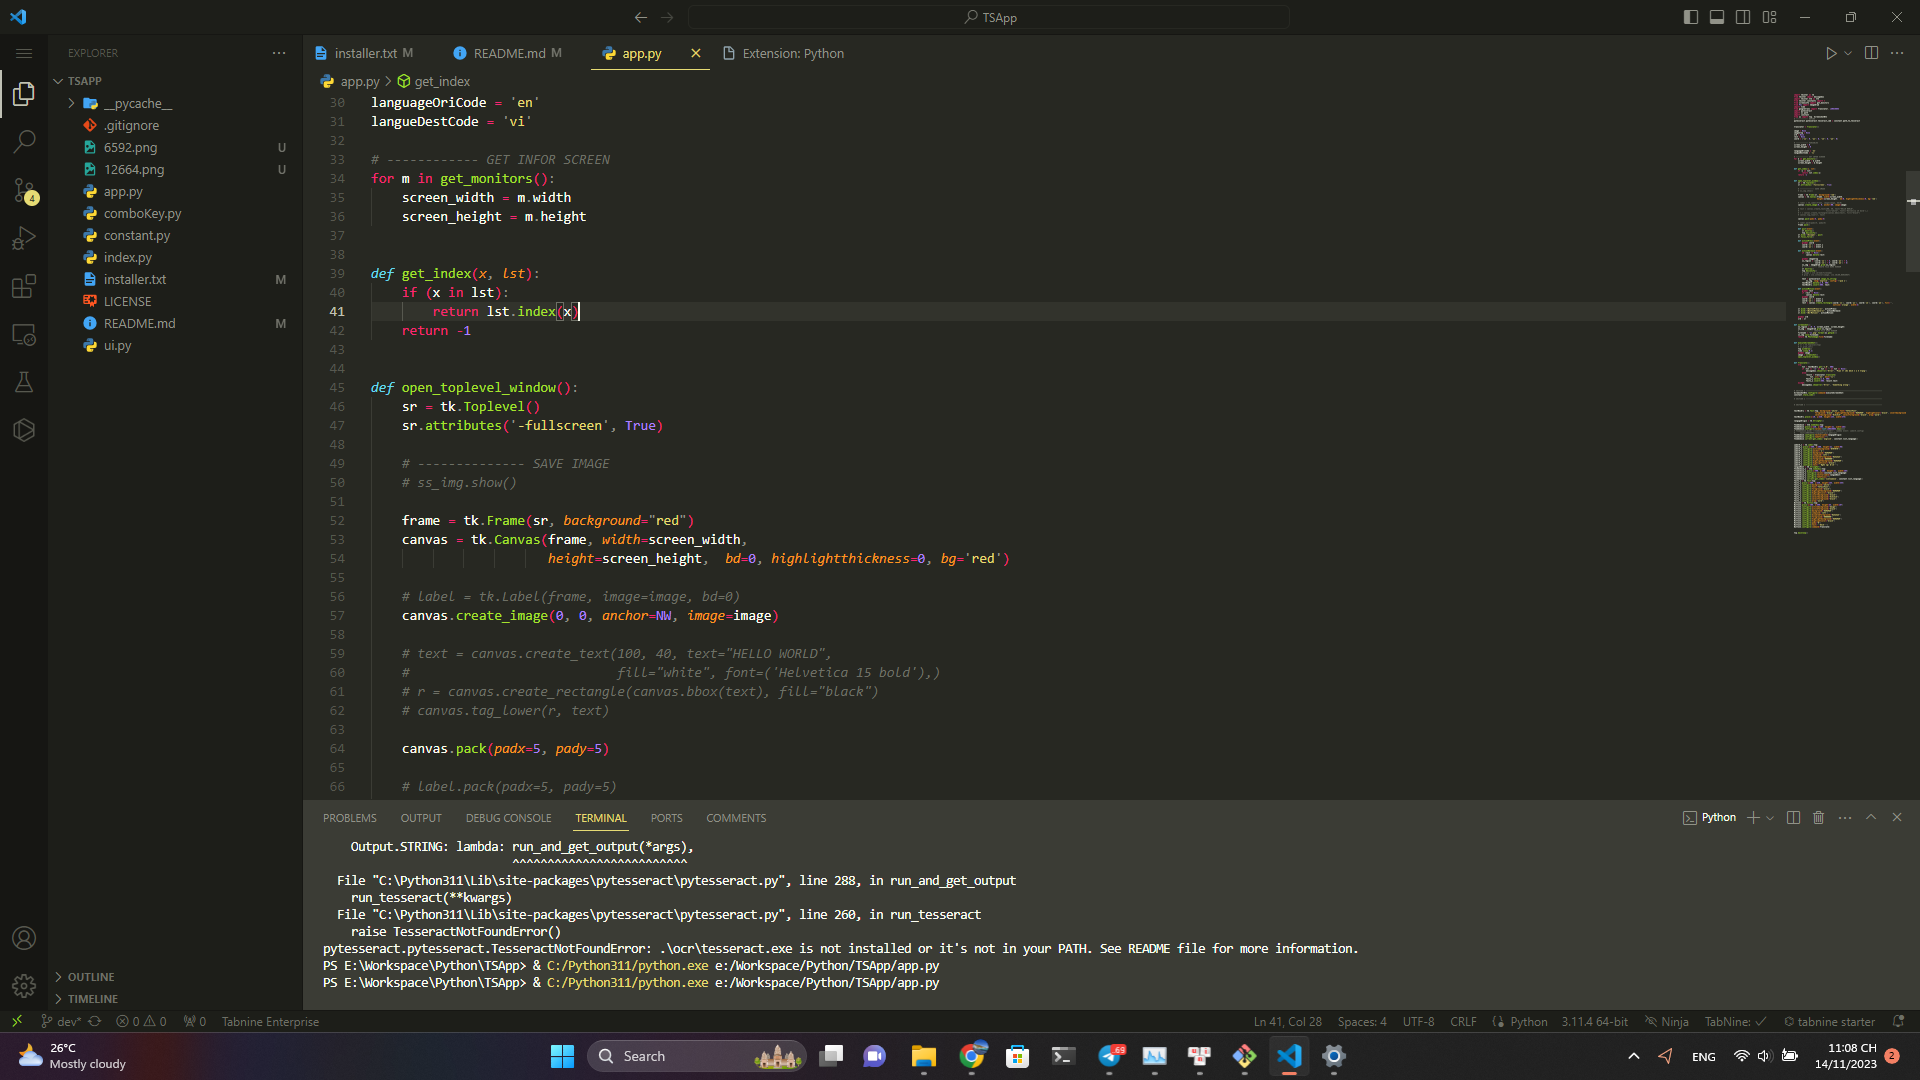 TSApp
EXPLORER
TSAPP
__pycache__
.gitignore
6592.png U
12664.png U
app.py
comboKey.py
constant.py
index.py
installer.txt M
LICENSE
README.md M
ui.py
OUTLINE
TIMELINE
4
installer.txt M README.md M app.py Extension: Python
app.py > get_index
30 languageOriCode = 'en'
31 langueDestCode = 'vi'
32
33 # ------------ GET INFOR SCREEN
34 for m in get_monitors():
35 screen_width = m.width
36 screen_height = m.height
37
38
39 def get_index(x, lst):
40 if (x in lst):
41 return lst.index(x)
42 return -1
43
44
45 def open_toplevel_window():
46 sr = tk.Toplevel()
47 sr.attributes('-fullscreen', True)
48
49 # -------------- SAVE IMAGE
50 # ss_img.show()
51
52 frame = tk.Frame(sr, background="red")
53 canvas = tk.Canvas(frame, width=screen_width,
54 height=screen_height,  bd=0, highlightthickness=0, bg='red')
55
56 # label = tk.Label(frame, image=image, bd=0)
57 canvas.create_image(0, 0, anchor=NW, image=image)
58
59 # text = canvas.create_text(100, 40, text="HELLO WORLD",
60 # fill="white", font=('Helvetica 15 bold'),)
61 # r = canvas.create_rectangle(canvas.bbox(text), fill="black")
62 # canvas.tag_lower(r, text)
63
64 canvas.pack(padx=5, pady=5)
65
66 # label.pack(padx=5, pady=5)
PROBLEMS OUTPUT DEBUG CONSOLE TERMINAL PORTS COMMENTS Python
Output.STRING: lambda: run_and_get_output(*args),
^^^^^^^^^^^^^^^^^^^^^^^^^
File "C:\Python311\Lib\site-packages\pytesseract\pytesseract.py", line 288, in run_and_get_output
run_tesseract(**kwargs)
File "C:\Python311\Lib\site-packages\pytesseract\pytesseract.py", line 260, in run_tesseract
raise TesseractNotFoundError()
pytesseract.pytesseract.TesseractNotFoundError: .\ocr\tesseract.exe is not installed or it's not in your PATH. See README file for more information.
PS E:\Workspace\Python\TSApp> & C:/Python311/python.exe e:/Workspace/Python/TSApp/app.py
PS E:\Workspace\Python\TSApp> & C:/Python311/python.exe e:/Workspace/Python/TSApp/app.py
dev* 0 0 0 Tabnine Enterprise Ln 41, Col 28 Spaces: 4 UTF-8 CRLF Python 3.11.4 64-bit Ninja TabNine: tabnine starter
26°C
Mostly cloudy
Search
69
ENG
11:08 CH
14/11/2023
2